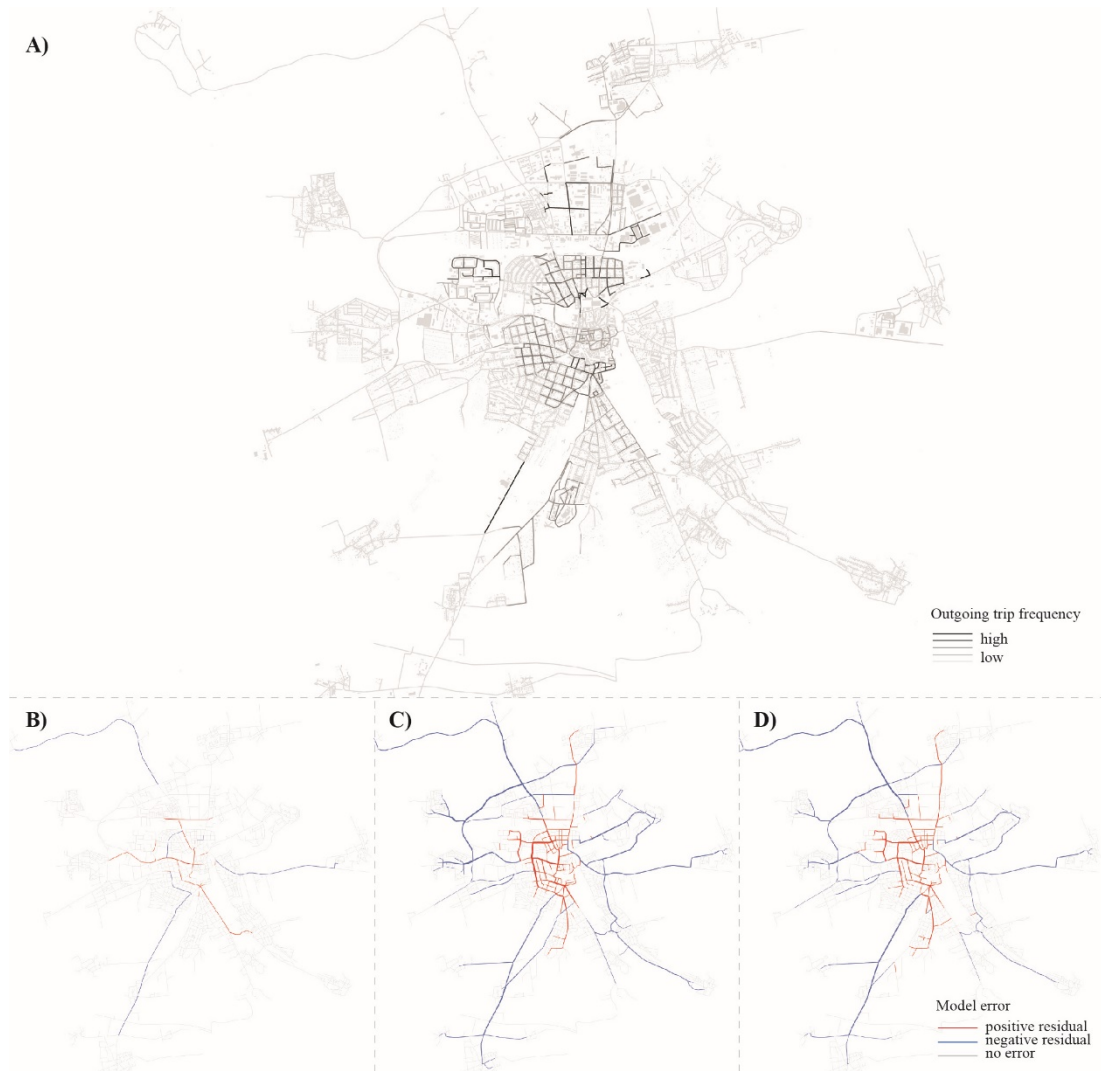 A)
Outgoing trip frequency
high
low
B)
C)
D)
Model error
positive residual
negative residual
no error